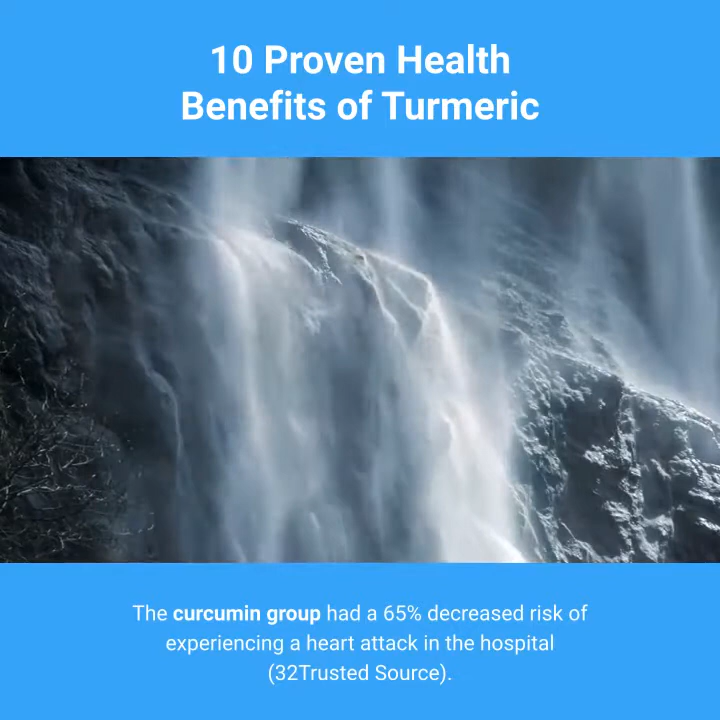 10 Proven Health
Benefits of Turmeric
The curcumin group had a 65% decreased risk of
experiencing a heart attack in the hospital
(32Trusted Source).